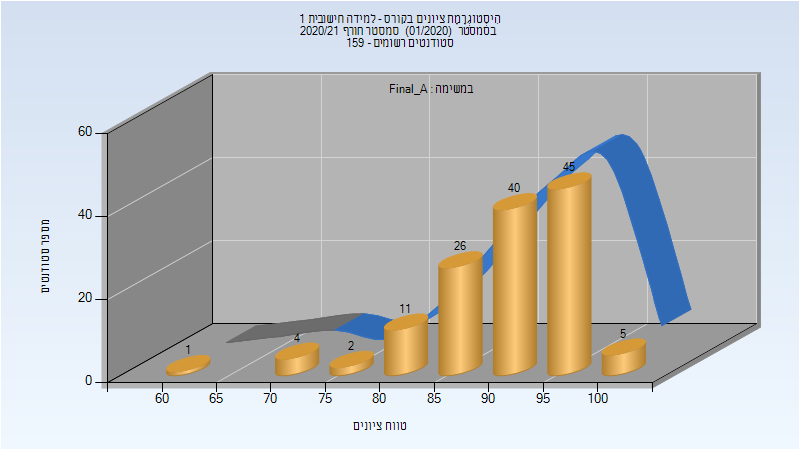 היסטוגרמת ציונים בקורס - למידה חישובית 1
בסמסטר (01/2020) סמסטר חורף 2020/21
סטודנטים רשומים - 159
במשימה : Final_A
60
40
20
0
מספר סטודנטים
1
4
2
11
26
40
45
5
60 65 70 75 80 85 90 95 100
טווח ציונים